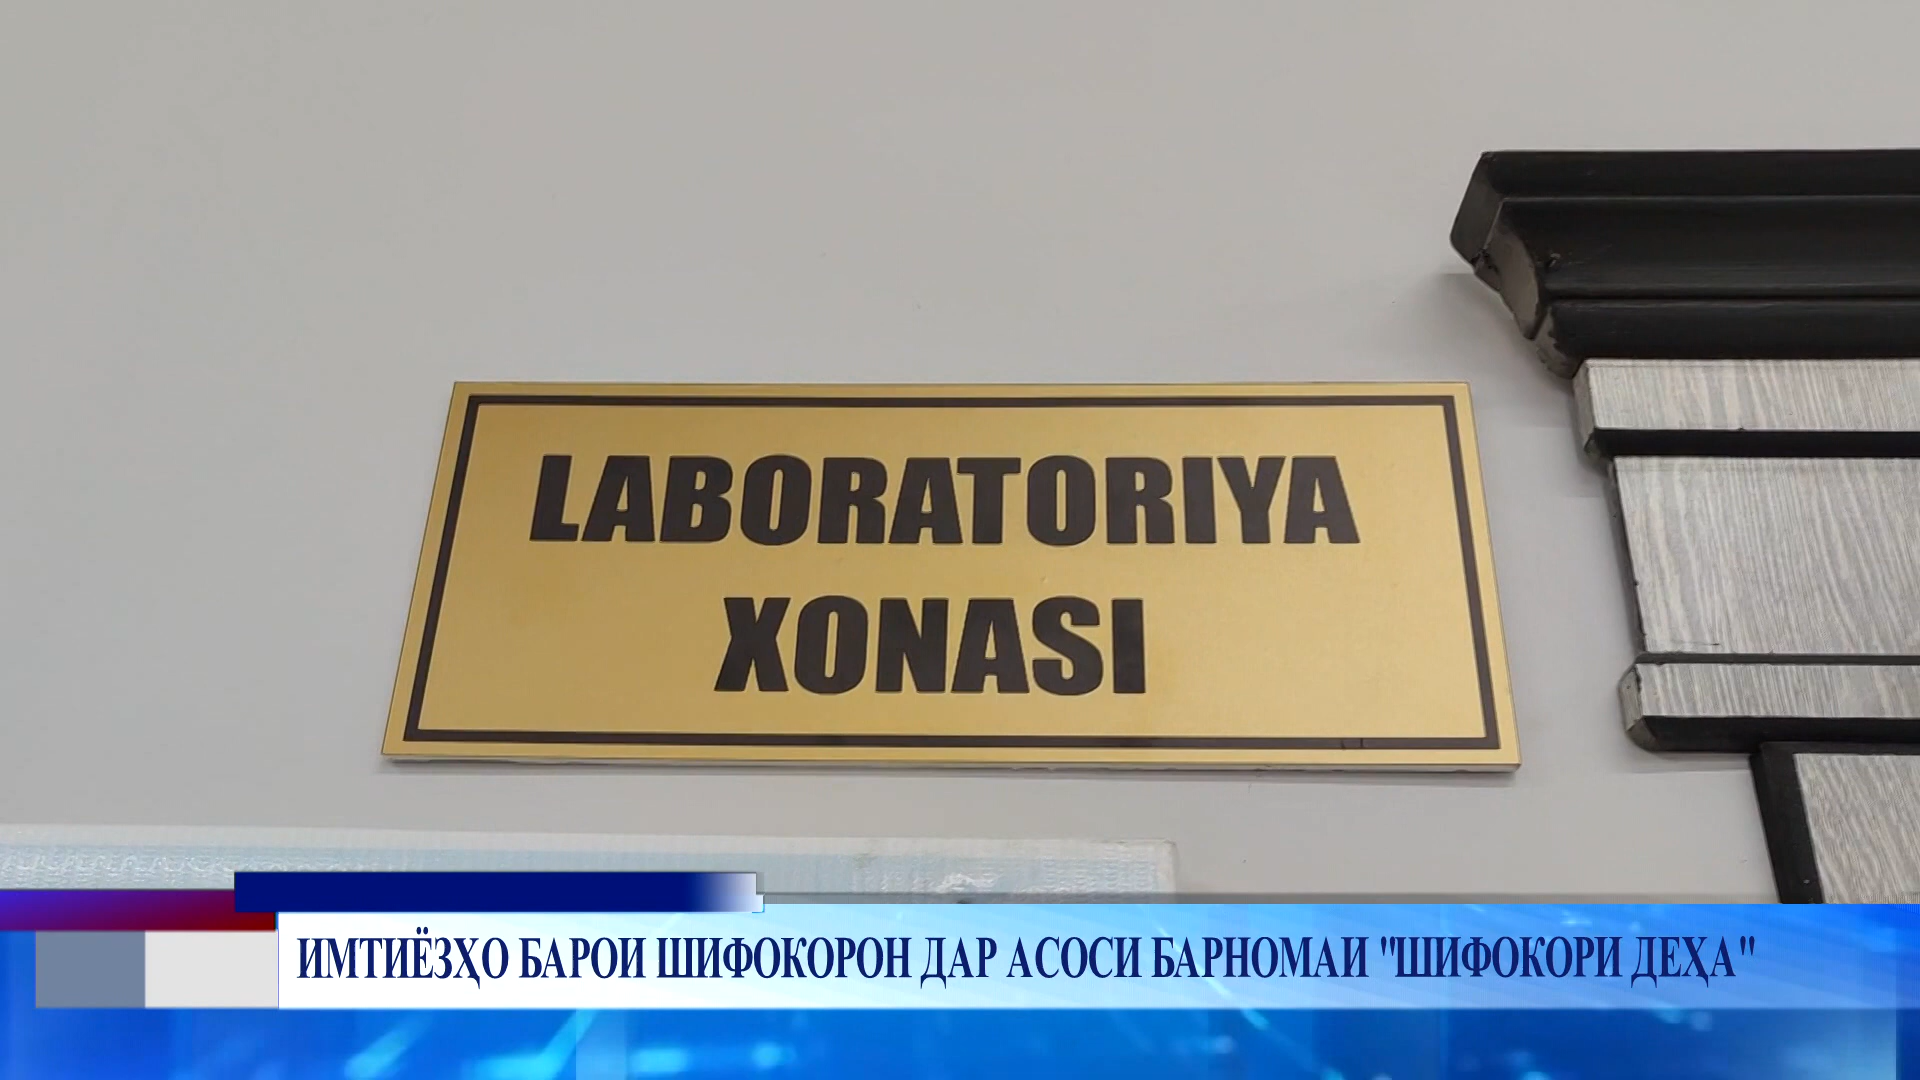 LABORATORIYA
XONASI
ИМТИЁЗҲО БАРОИ ШИФОКОРОН ДАР АСОСИ БАРНОМАИ "ШИФОКОРИ ДЕҲА"